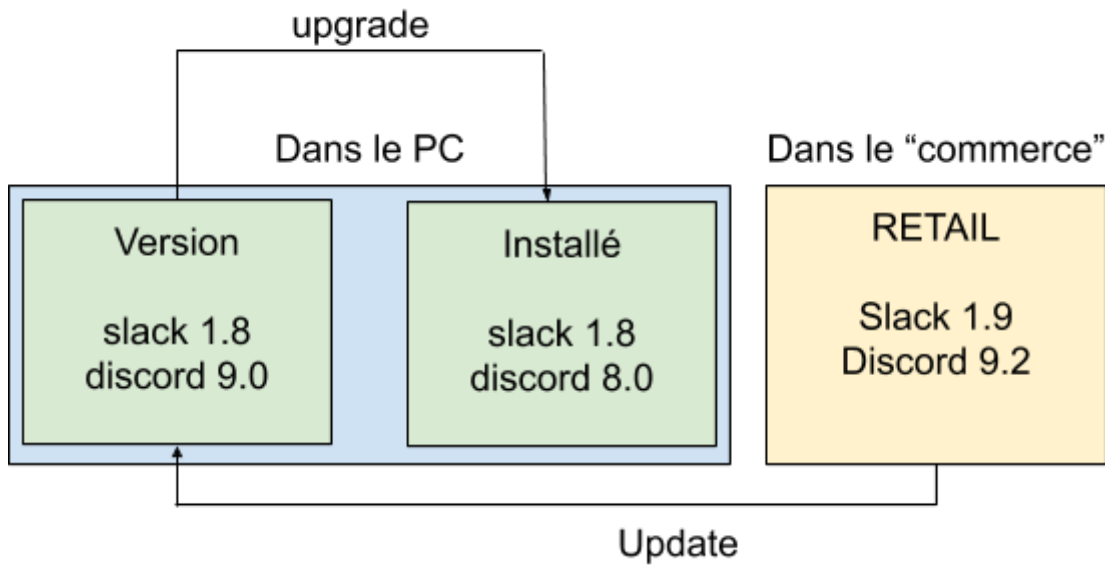 upgrade
Dans le PC
Dans le “commerce”
Version
slack 1.8
discord 9.0
Installé
slack 1.8
discord 8.0
RETAIL
Slack 1.9
Discord 9.2
Update